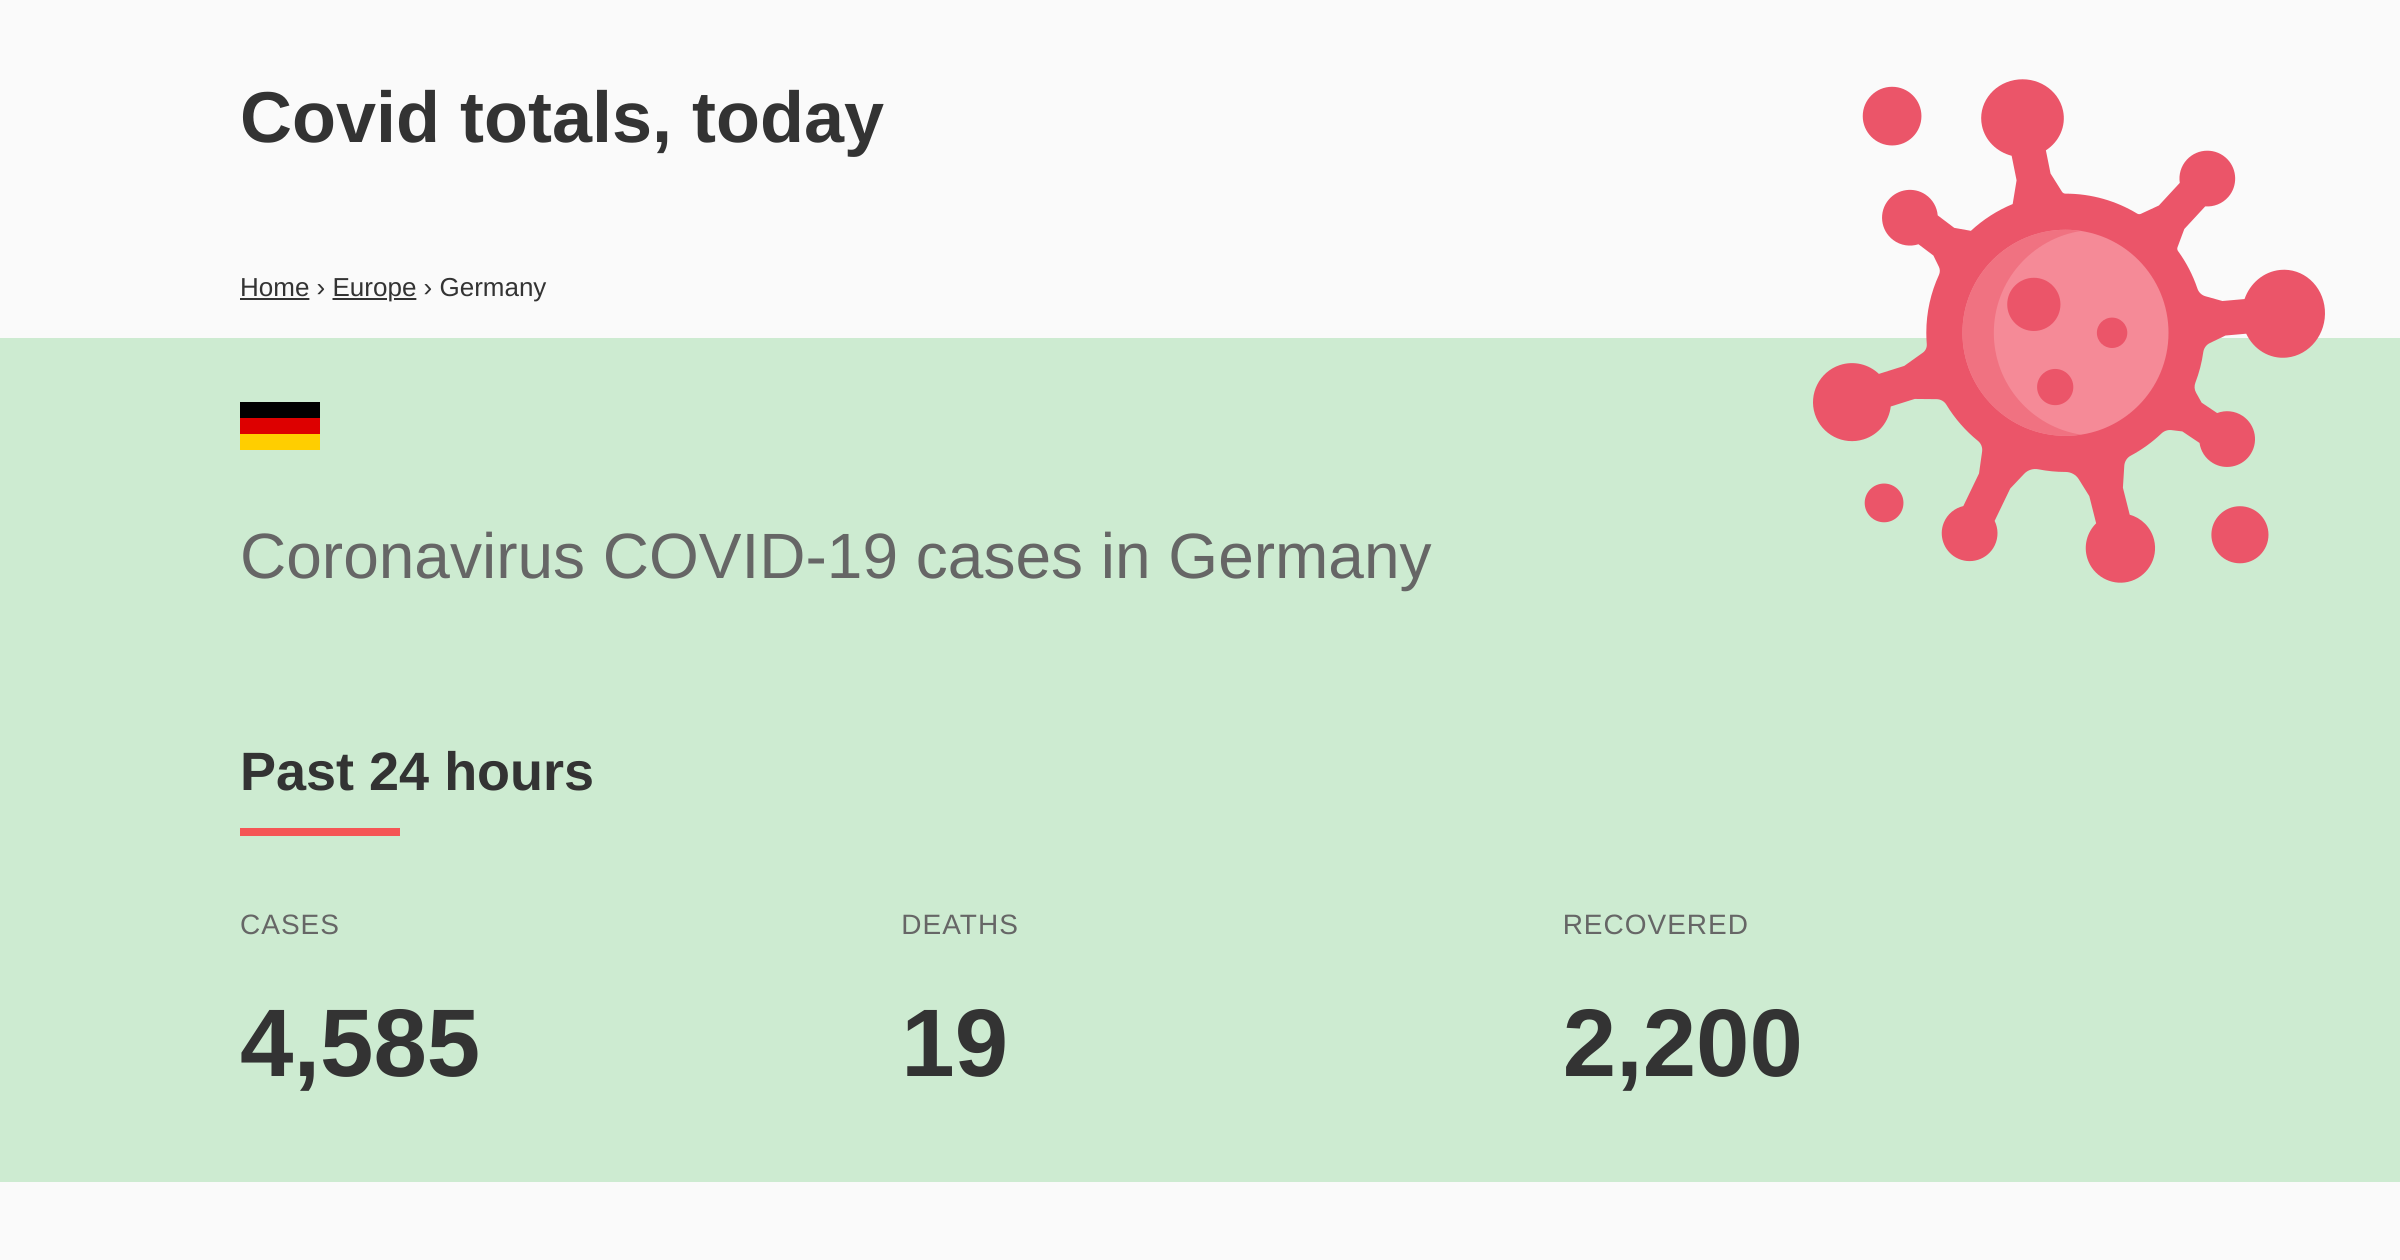 Covid totals, today
Home › Europe › Germany
Coronavirus COVID-19 cases in Germany
Past 24 hours
CASES DEATHS RECOVERED
4,585 19 2,200